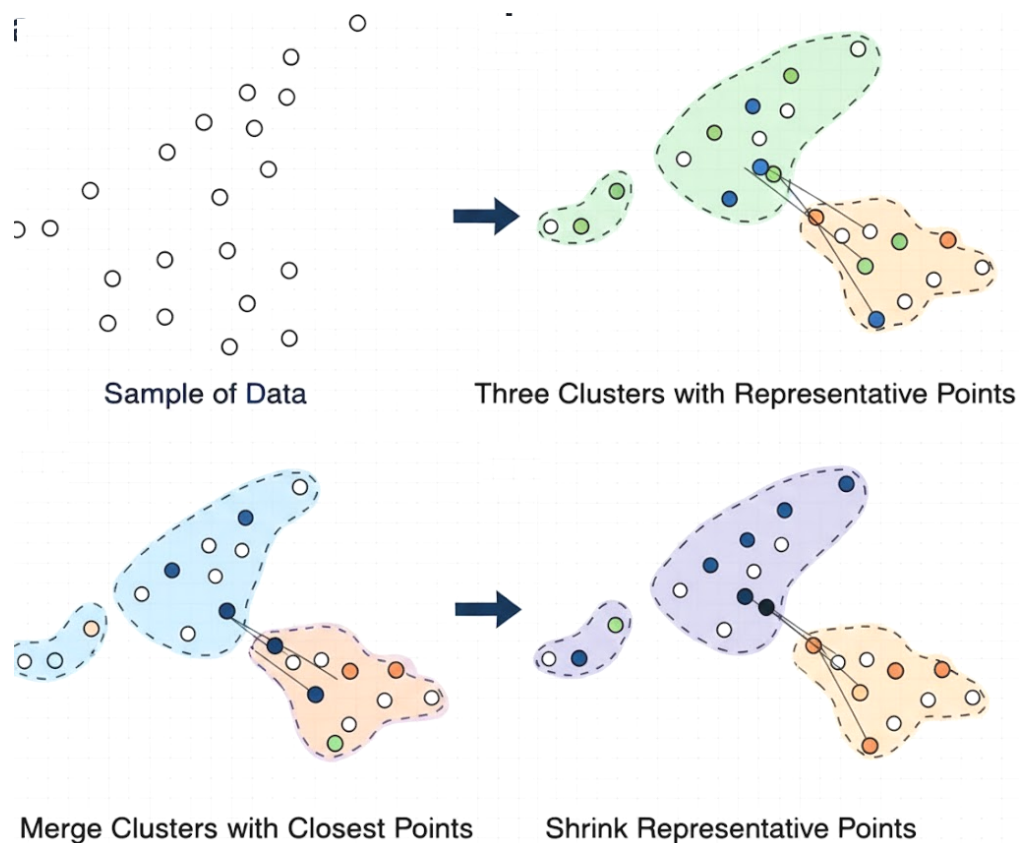 Sample of Data
Three Clusters with Representative Points
Merge Clusters with Closest Points
Shrink Representative Points